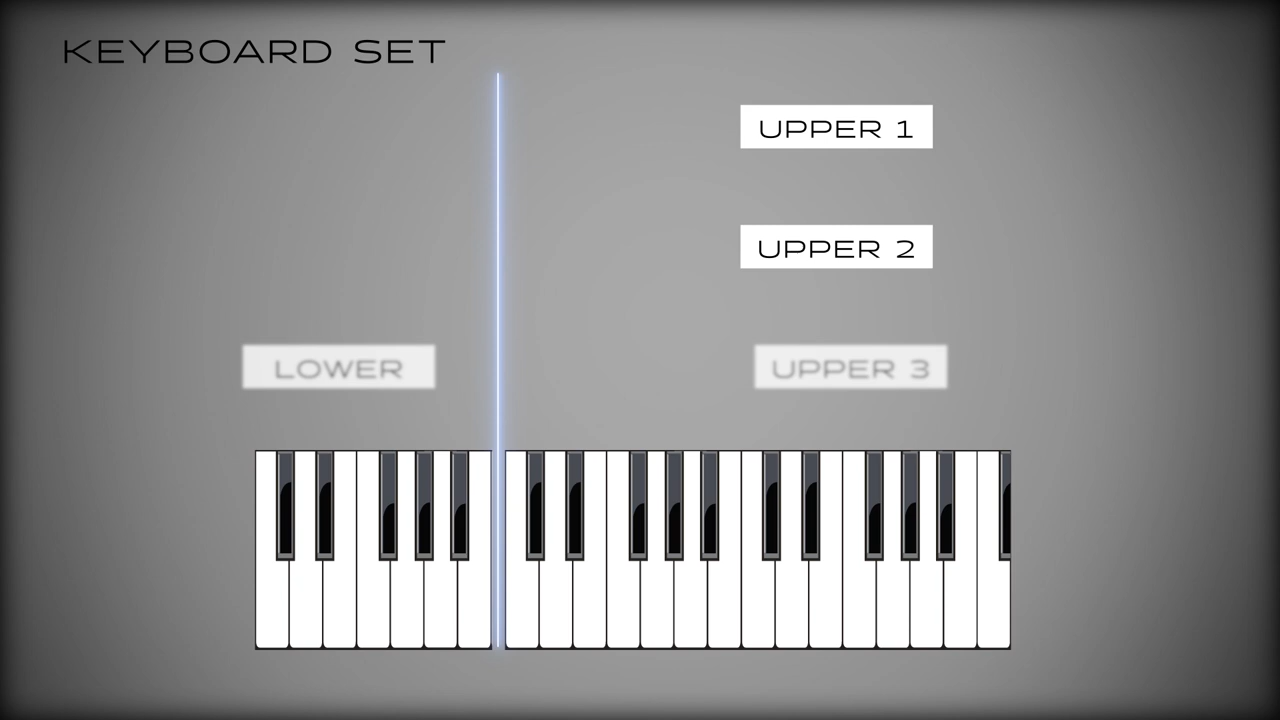 KEYBOARD SET
UPPER 1
UPPER 2
LOWER
UPPER 3